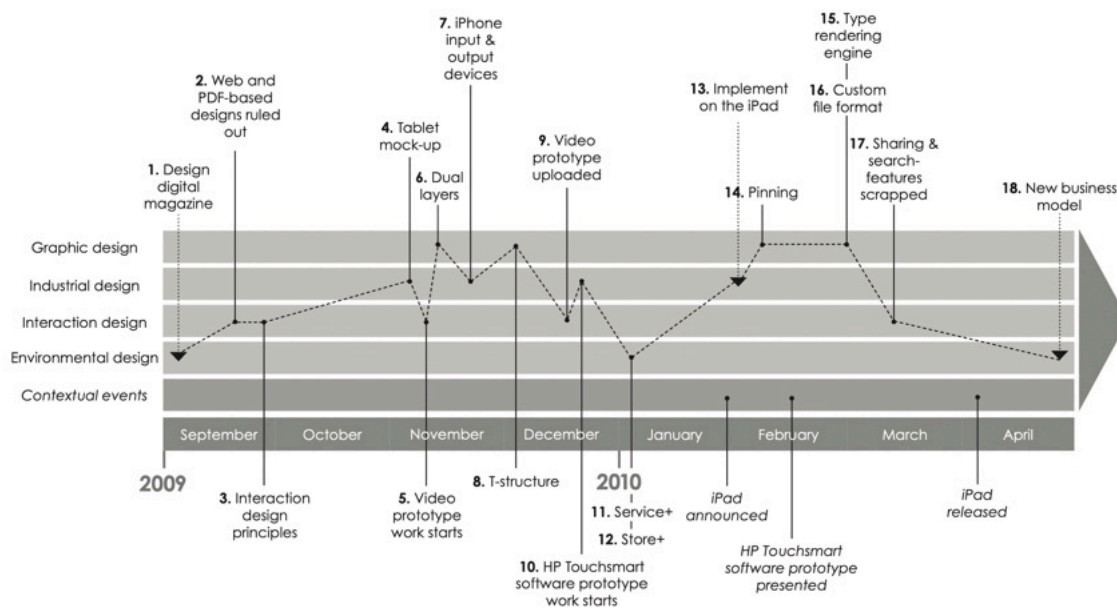 7. iPhone
input &
output
devices
15. Type
rendering
engine
2. Web and
PDF-based
designs ruled
out
13. Implement
on the iPad
16. Custom
file format
4. Tablet
mock-up
9. Video
prototype
uploaded
17. Sharing &
search-
features
scrapped
1. Design
digital
magazine
6. Dual
layers
14. Pinning
18. New business
model
Graphic design
Industrial design
Interaction design
Environmental design
Contextual events
September October November December January February March April
2009
2010
3. Interaction
design
principles
5. Video
prototype
work starts
8. T-structure
11. Service+
12. Store+
10. HP Touchsmart
software prototype
work starts
iPad
announced
HP Touchsmart
software prototype
presented
iPad
released